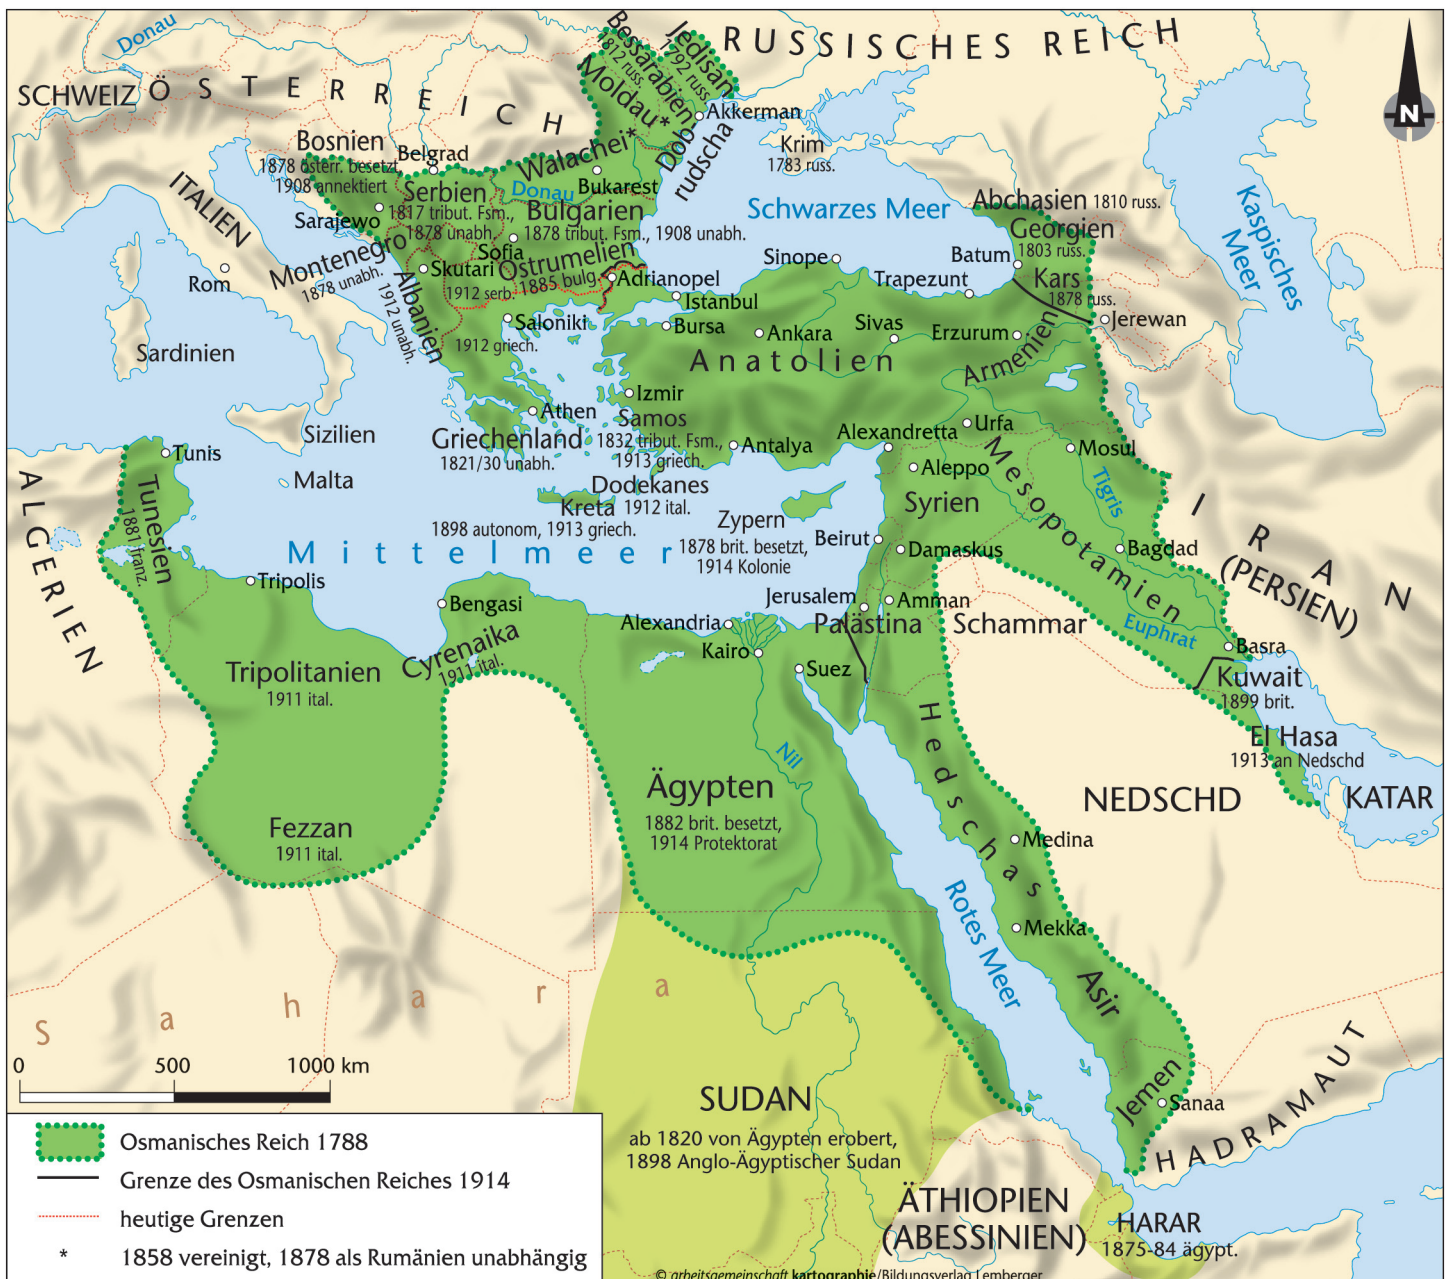 Donau
SCHWEIZ
ÖSTERREICH
RUSSISCHES REICH
Bessarabien
1812 russ.
Jedisan
1792 russ.
Moldau*
Akkerman
N
Krim
1783 russ.
Dob
rudscha
Walachei*
Bosnien
1878 österr. besetzt,
1908 annektiert
Belgrad
Donau
Bukarest
Serbien
1817 tribut. Fsm.,
1878 unabh.
Bulgarien
1878 tribut. Fsm., 1908 unabh.
Sarajewo
Sofia
ITALIEN
Rom
Montenegro
1878 unabh.
Skutari
1912 serb.
Ostrumelien
1885 bulg.
Adrianopel
Istanbul
Albanien
1912 unabh.
Saloniki
1912 griech.
Bursa
Schwarzes Meer
Sinope
Trapezunt
Batum
Abchasien 1810 russ.
Georgien
1803 russ.
Kars
1878 russ.
Jerewan
Kaspisches
Meer
Ankara
Sivas
Erzurum
Armenien
Anatolien
Sardinien
Sizilien
Malta
Athen
Izmir
Griechenland
1821/30 unabh.
Samos
1832 tribut. Fsm.,
1913 griech.
Antalya
Alexandretta
Urfa
Mosul
Aleppo
Syrien
Mesopotamien
Tigris
Dodekanes
1912 ital.
Kreta
1898 autonom, 1913 griech.
Zypern
1878 brit. besetzt,
1914 Kolonie
Beirut
Damaskus
Bagdad
IRAN
(PERSIEN)
Mittelmeer
Tunis
Tunesien
1881 franz.
ALGERIEN
Tripolis
Bengasi
Cyrenaika
1911 ital.
Tripolitanien
1911 ital.
Fezzan
1911 ital.
Alexandria
Kairo
Jerusalem
Amman
Palästina
Schammar
Suez
Euphrat
Basra
Kuwait
1899 brit.
El Hasa
1913 an Nedschd
Hedschas
NEDSCHD
KATAR
Nil
Ägypten
1882 brit. besetzt,
1914 Protektorat
Medina
Mekka
Rotes Meer
Asir
Sahara
Jemen
Sanaa
HADRAMAUT
SUDAN
ab 1820 von Ägypten erobert,
1898 Anglo-Ägyptischer Sudan
ÄTHIOPIEN
(ABESSINIEN)
HARAR
1875-84 ägypt.
0 500 1000 km
Osmanisches Reich 1788
Grenze des Osmanischen Reiches 1914
heutige Grenzen
* 1858 vereinigt, 1878 als Rumänien unabhängig
© arbeitsgemeinschaft kartographie/Bildungsverlag Lemberger